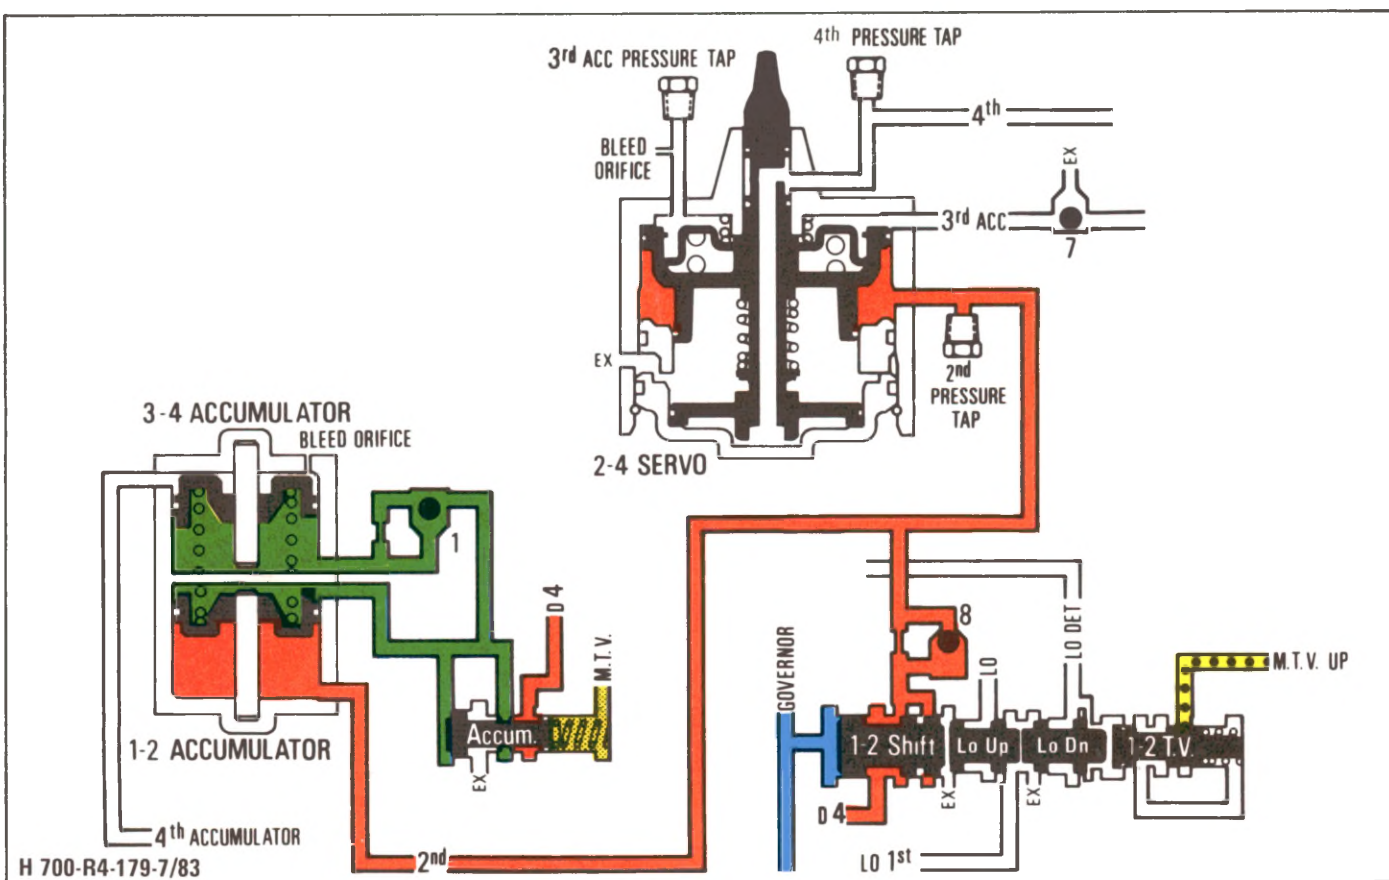 3rd ACC PRESSURE TAP
4th PRESSURE TAP
BLEED
ORIFICE
4th
EX
3rd ACC
7
EX
2nd
PRESSURE
TAP
2-4 SERVO
3-4 ACCUMULATOR
BLEED ORIFICE
1
D4
M.T.V.
Accum.
EX
1-2 ACCUMULATOR
4th ACCUMULATOR
2nd
8
GOVERNOR
LO
LO DET
M.T.V. UP
1-2 Shift
Lo Up
Lo Dn
1-2 T.V.
EX
EX
D4
LO 1st
H 700-R4-179-7/83